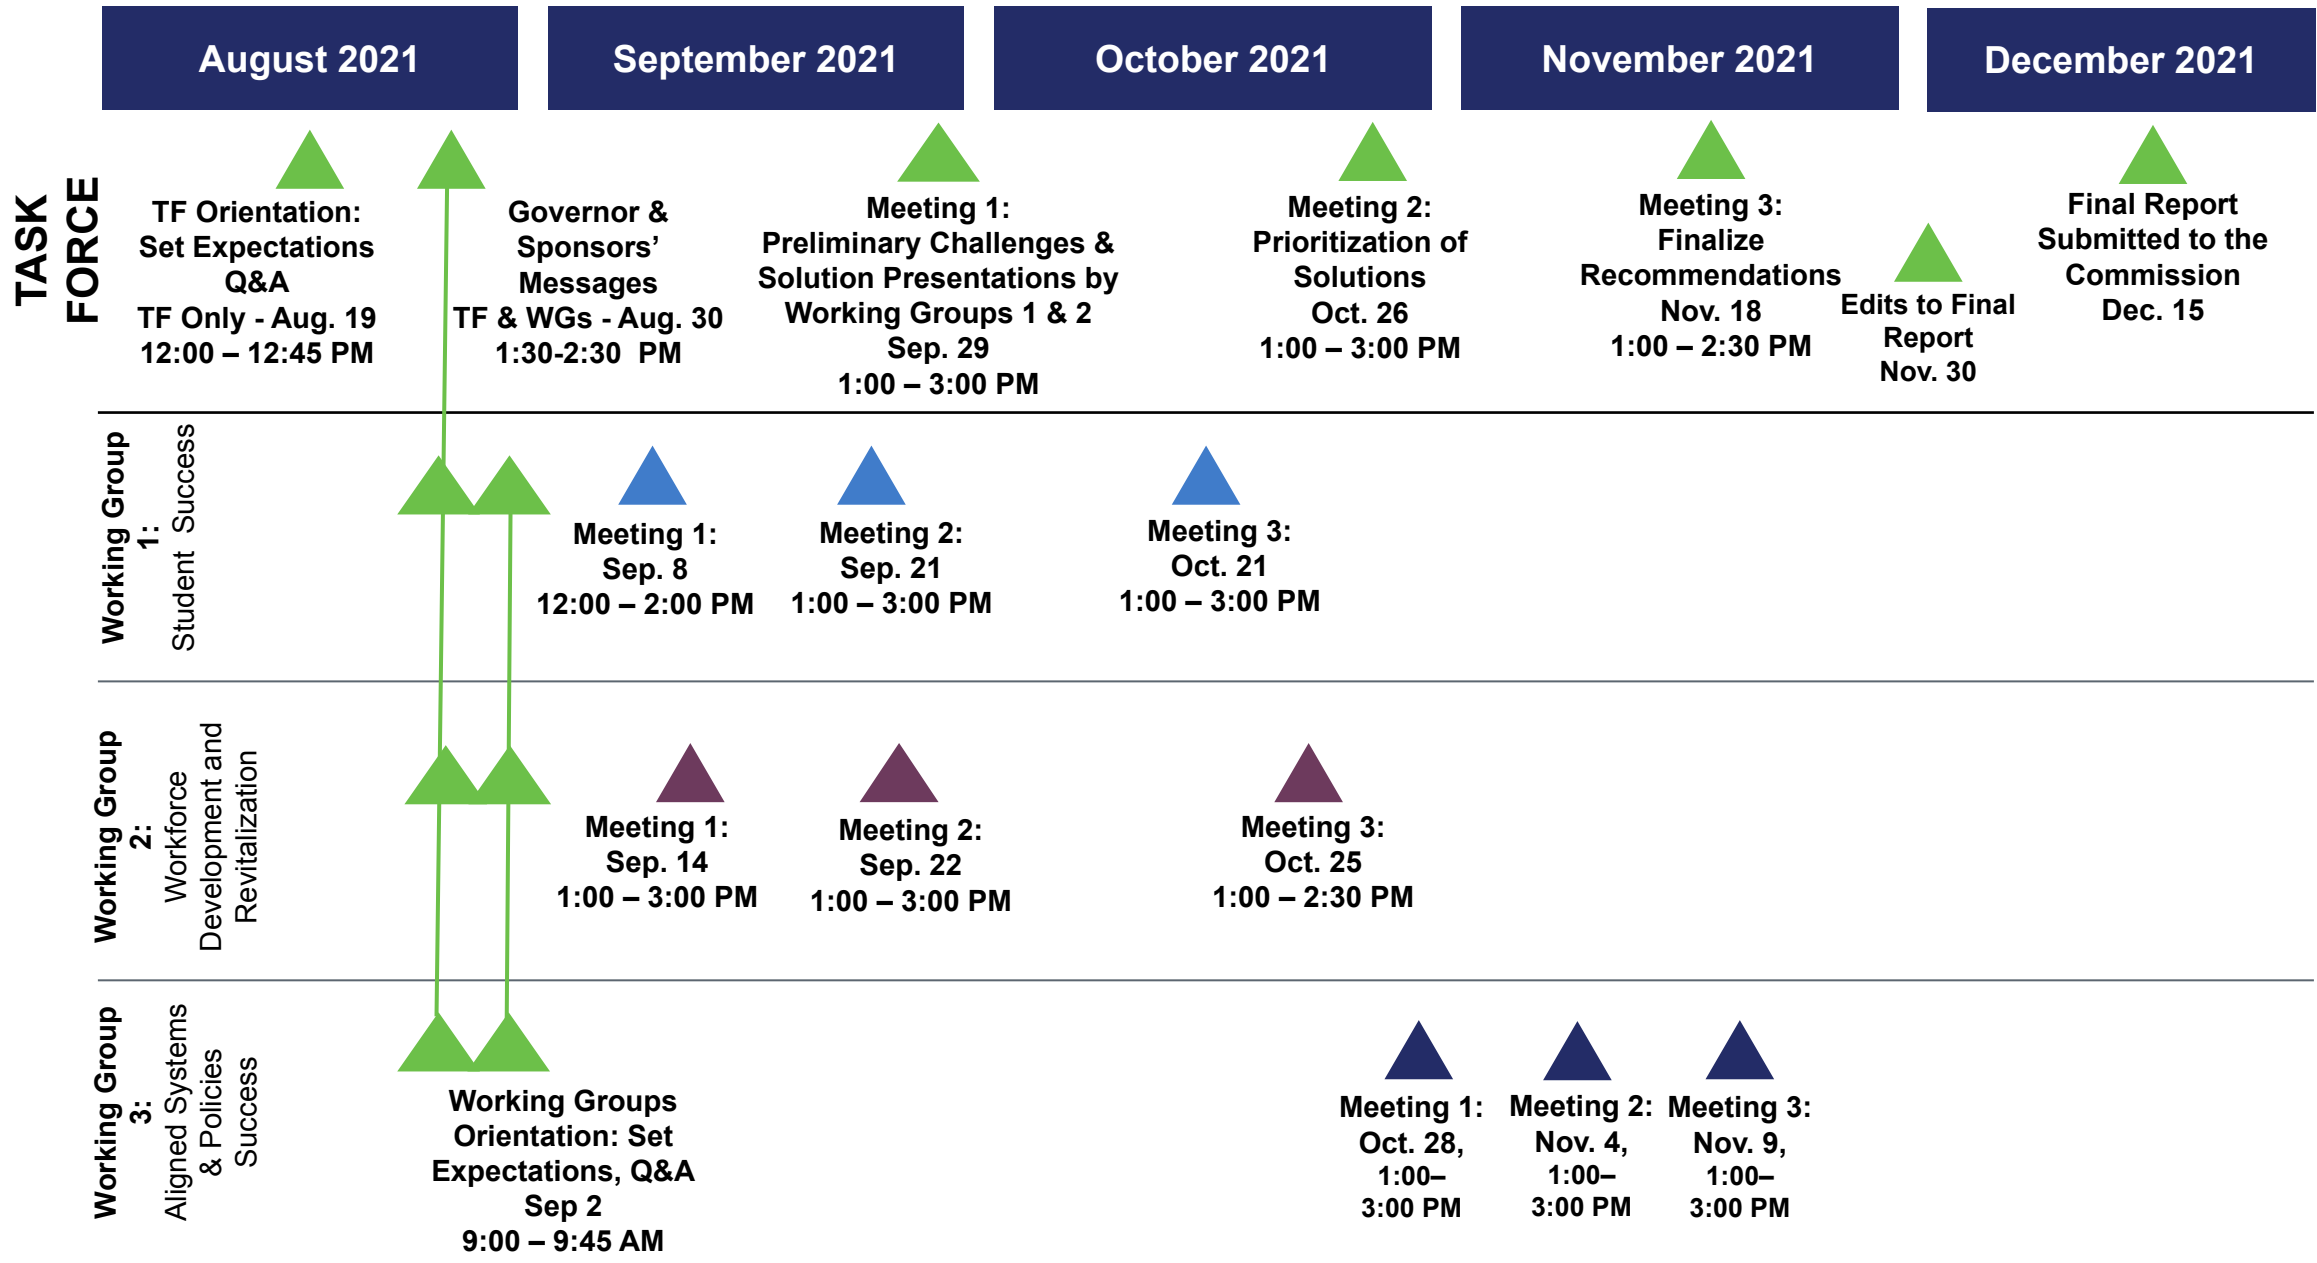 August 2021
September 2021
October 2021
November 2021
December 2021
TASK
FORCE
TF Orientation:
Set Expectations
Q&A
TF Only - Aug. 19
12:00 – 12:45 PM
Governor &
Sponsors’
Messages
TF & WGs - Aug. 30
1:30-2:30  PM
Meeting 1:
Preliminary Challenges &
Solution Presentations by
Working Groups 1 & 2
Sep. 29
1:00 – 3:00 PM
Meeting 2:
Prioritization of
Solutions
Oct. 26
1:00 – 3:00 PM
Meeting 3:
Finalize
Recommendations
Nov. 18
1:00 – 2:30 PM
Edits to Final
Report
Nov. 30
Final Report
Submitted to the
Commission
Dec. 15
Working Group
1:
Student  Success
Meeting 1:
Sep. 8
12:00 – 2:00 PM
Meeting 2:
Sep. 21
1:00 – 3:00 PM
Meeting 3:
Oct. 21
1:00 – 3:00 PM
Working Group
2:
Workforce
Development and
Revitalization
Meeting 1:
Sep. 14
1:00 – 3:00 PM
Meeting 2:
Sep. 22
1:00 – 3:00 PM
Meeting 3:
Oct. 25
1:00 – 2:30 PM
Working Group
3:
Aligned Systems
& Policies
Success
Working Groups
Orientation: Set
Expectations, Q&A
Sep 2
9:00 – 9:45 AM
Meeting 1:
Oct. 28,
1:00–
3:00 PM
Meeting 2:
Nov. 4,
1:00–
3:00 PM
Meeting 3:
Nov. 9,
1:00–
3:00 PM